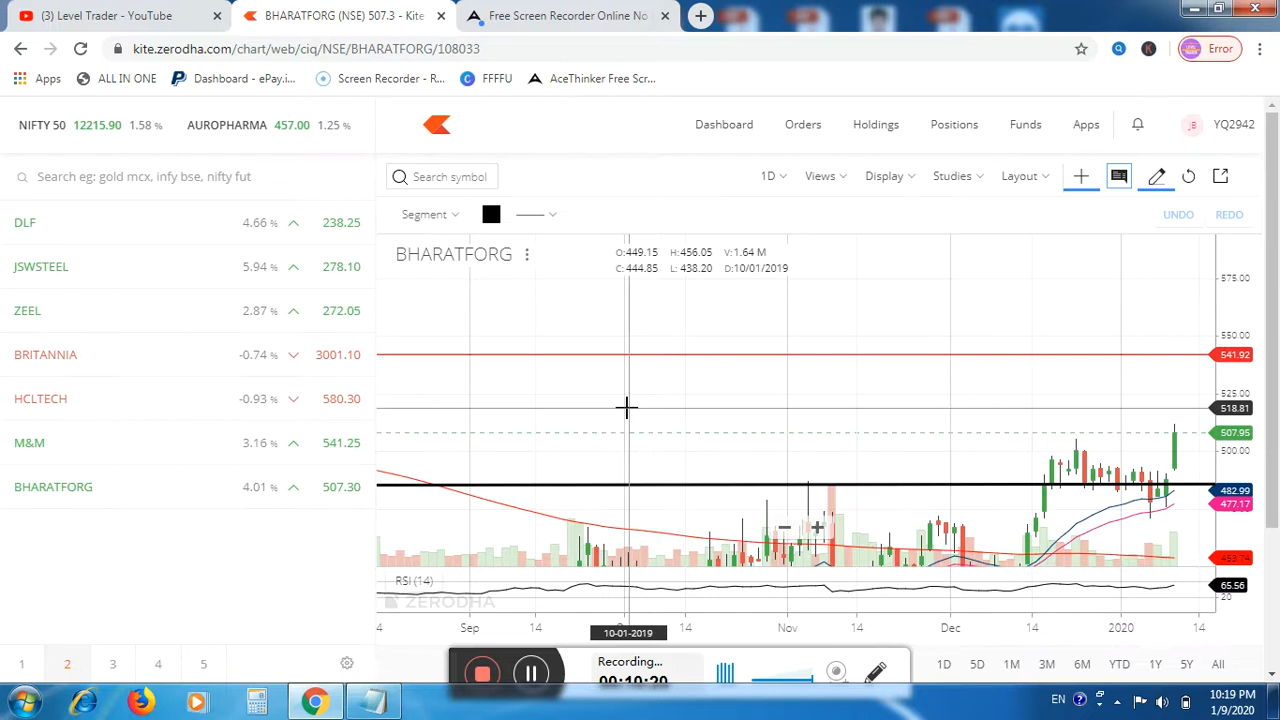 (3) Level Trader - YouTube
BHARATFORG (NSE) 507.3 - Kite
Free Screen Recorder Online No
kite.zerodha.com/chart/web/ciq/NSE/BHARATFORG/108033
Error
Apps
ALL IN ONE
Dashboard - ePay.i...
Screen Recorder - R...
FFFFU
AceThinker Free Scr...
NIFTY 50 12215.90 1.58 %
AUROPHARMA 457.00 1.25 %
Dashboard
Orders
Holdings
Positions
Funds
Apps
JB
YQ2942
Search eg: gold mcx, infy bse, nifty fut
Search symbol
1D
Views
Display
Studies
Layout
DLF 4.66 % 238.25
JSWSTEEL 5.94 % 278.10
ZEEL 2.87 % 272.05
BRITANNIA -0.74 % 3001.10
HCLTECH -0.93 % 580.30
M&M 3.16 % 541.25
BHARATFORG 4.01 % 507.30
Segment
UNDO
REDO
BHARATFORG
O:449.15 H:456.05 V:1.64 M
C:444.85 L: 438.20 D:10/01/2019
575.00
550.00
541.92
525.00
518.81
507.95
500.00
482.99
477.17
453.74
RSI (14)
65.56
20
ZERODHA
4
Sep
14
14
Nov
14
Dec
14
2020
14
10-01-2019
1 2 3 4 5
Recording...
00:10:20
1D 5D 1M 3M 6M YTD 1Y 5Y All
EN
10:19 PM
1/9/2020